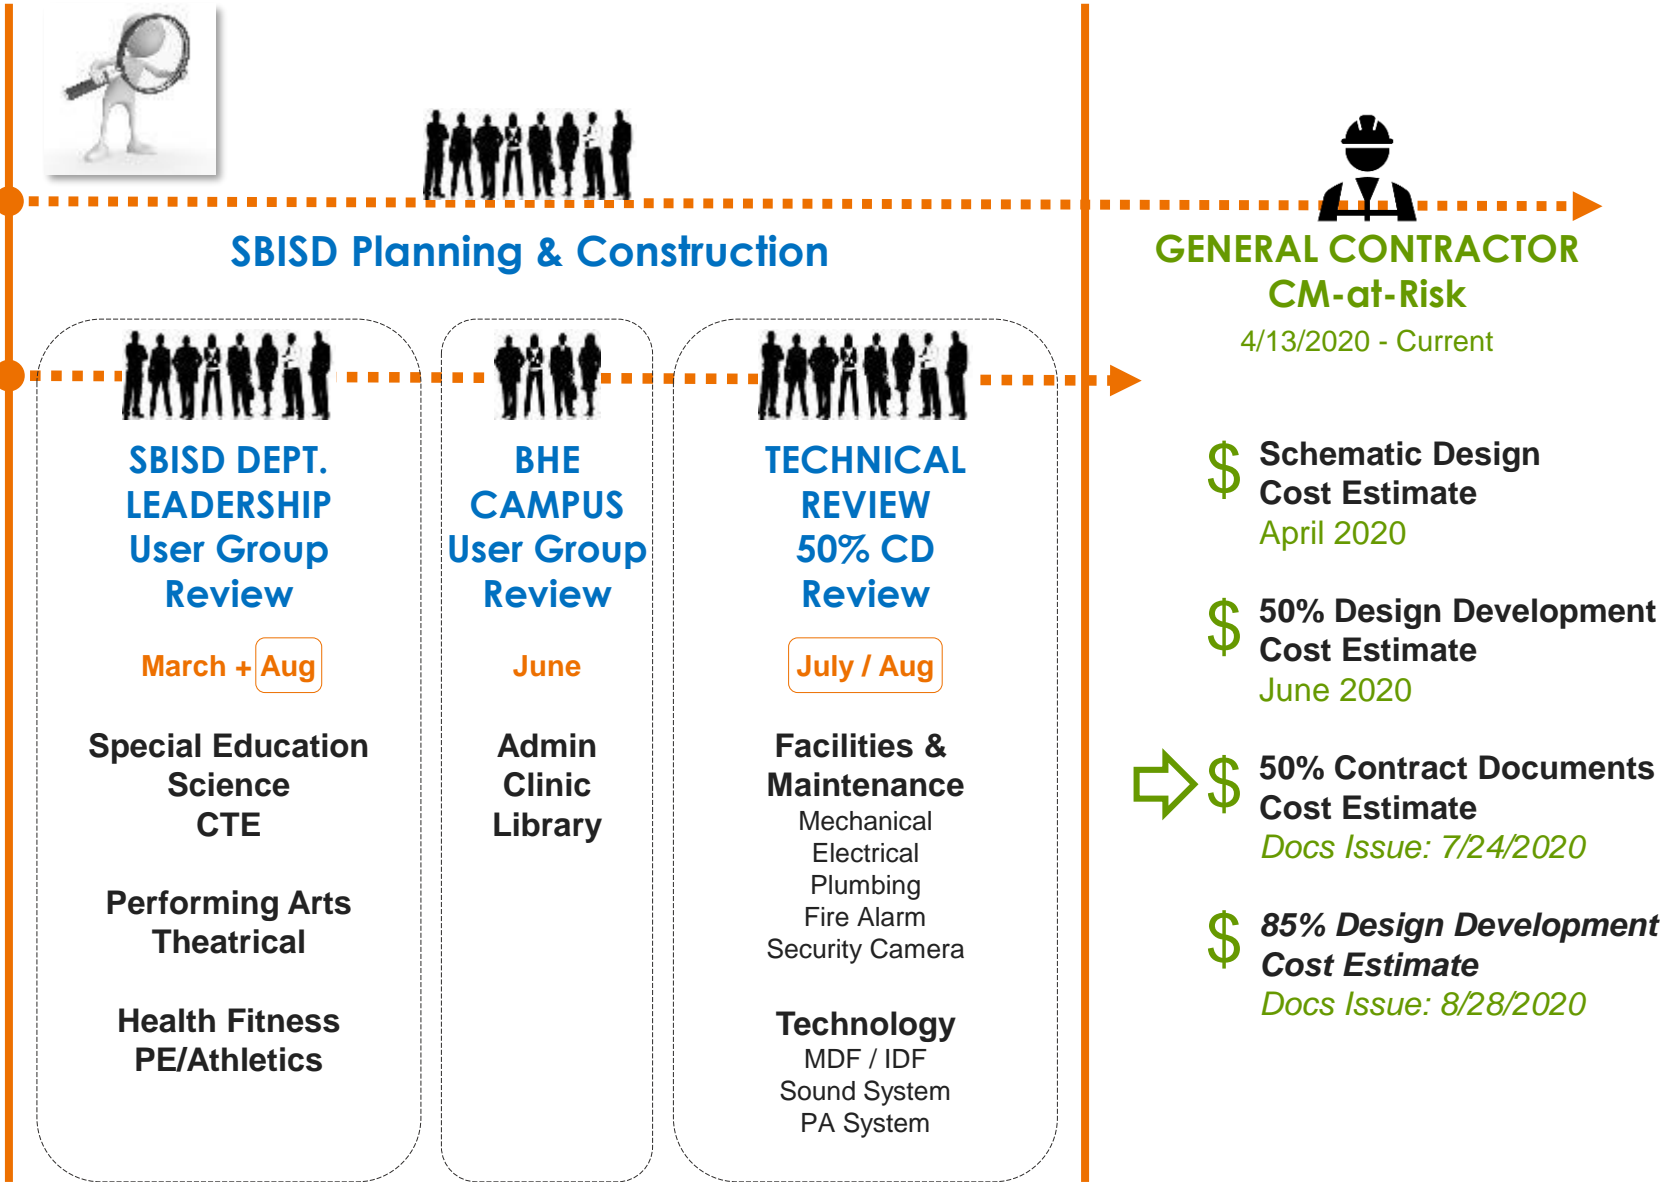 SBISD Planning & Construction
SBISD DEPT.
LEADERSHIP
User Group
Review
March + Aug
Special Education
Science
CTE
Performing Arts
Theatrical
Health Fitness
PE/Athletics
BHE
CAMPUS
User Group
Review
June
Admin
Clinic
Library
TECHNICAL
REVIEW
50% CD
Review
July / Aug
Facilities &
Maintenance
Mechanical
Electrical
Plumbing
Fire Alarm
Security Camera
Technology
MDF / IDF
Sound System
PA System
GENERAL CONTRACTOR
CM-at-Risk
4/13/2020 - Current
$ Schematic Design
Cost Estimate
April 2020
$ 50% Design Development
Cost Estimate
June 2020
$ 50% Contract Documents
Cost Estimate
Docs Issue: 7/24/2020
$ 85% Design Development
Cost Estimate
Docs Issue: 8/28/2020